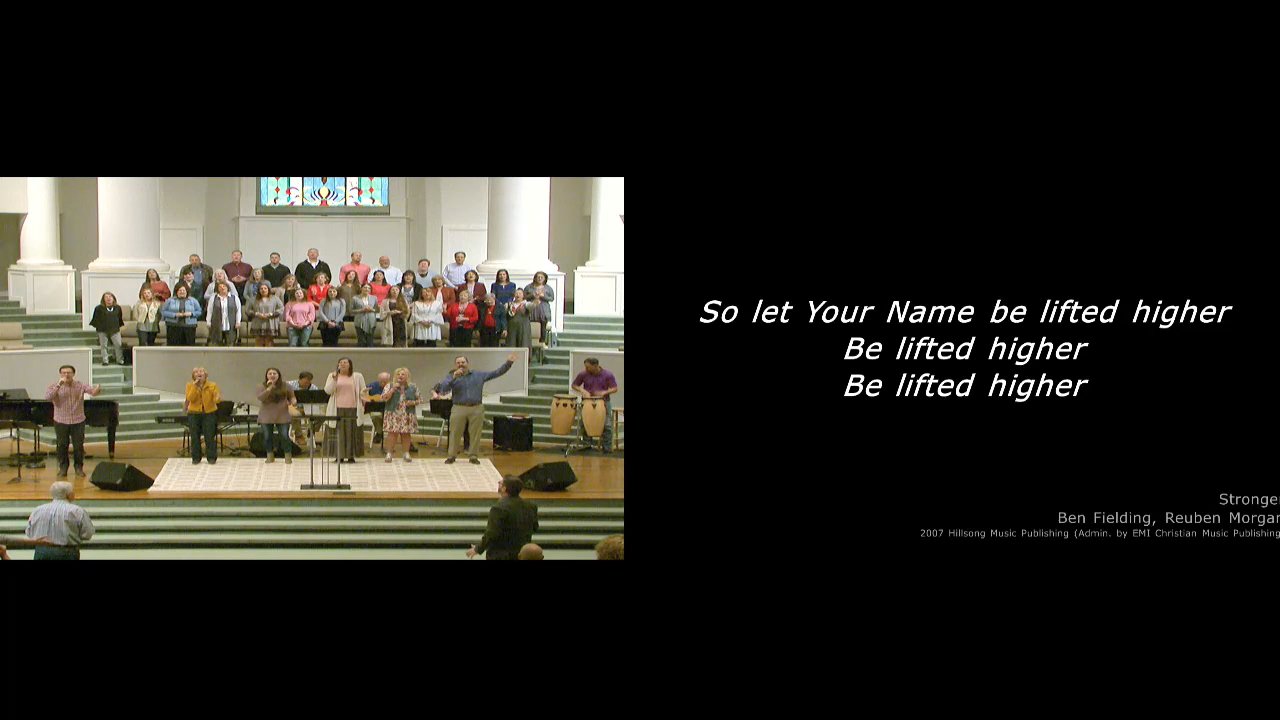 So let Your Name be lifted higher
Be lifted higher
Be lifted higher
Stronger
Ben Fielding, Reuben Morgan
2007 Hillsong Music Publishing (Admin. by EMI Christian Music Publishing